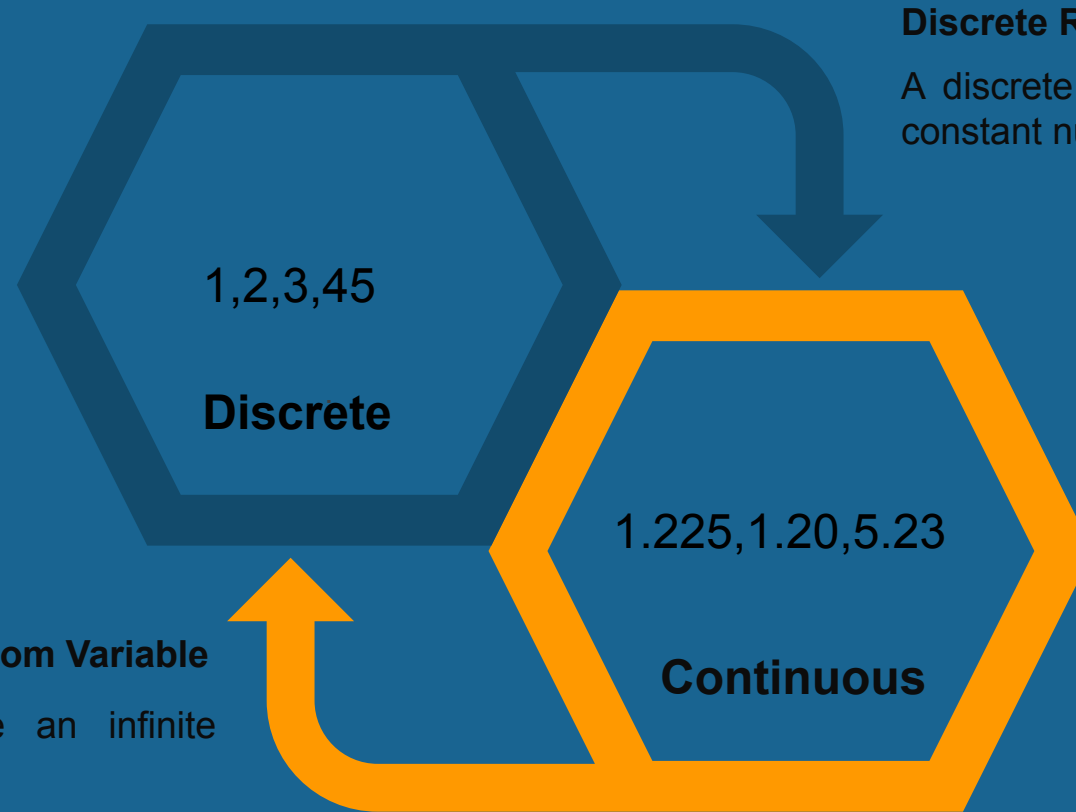 Discrete R
A discrete
constant nu
1,2,3,45
Discrete
1.225,1.20,5.23
Continuous
om Variable
e an infinite